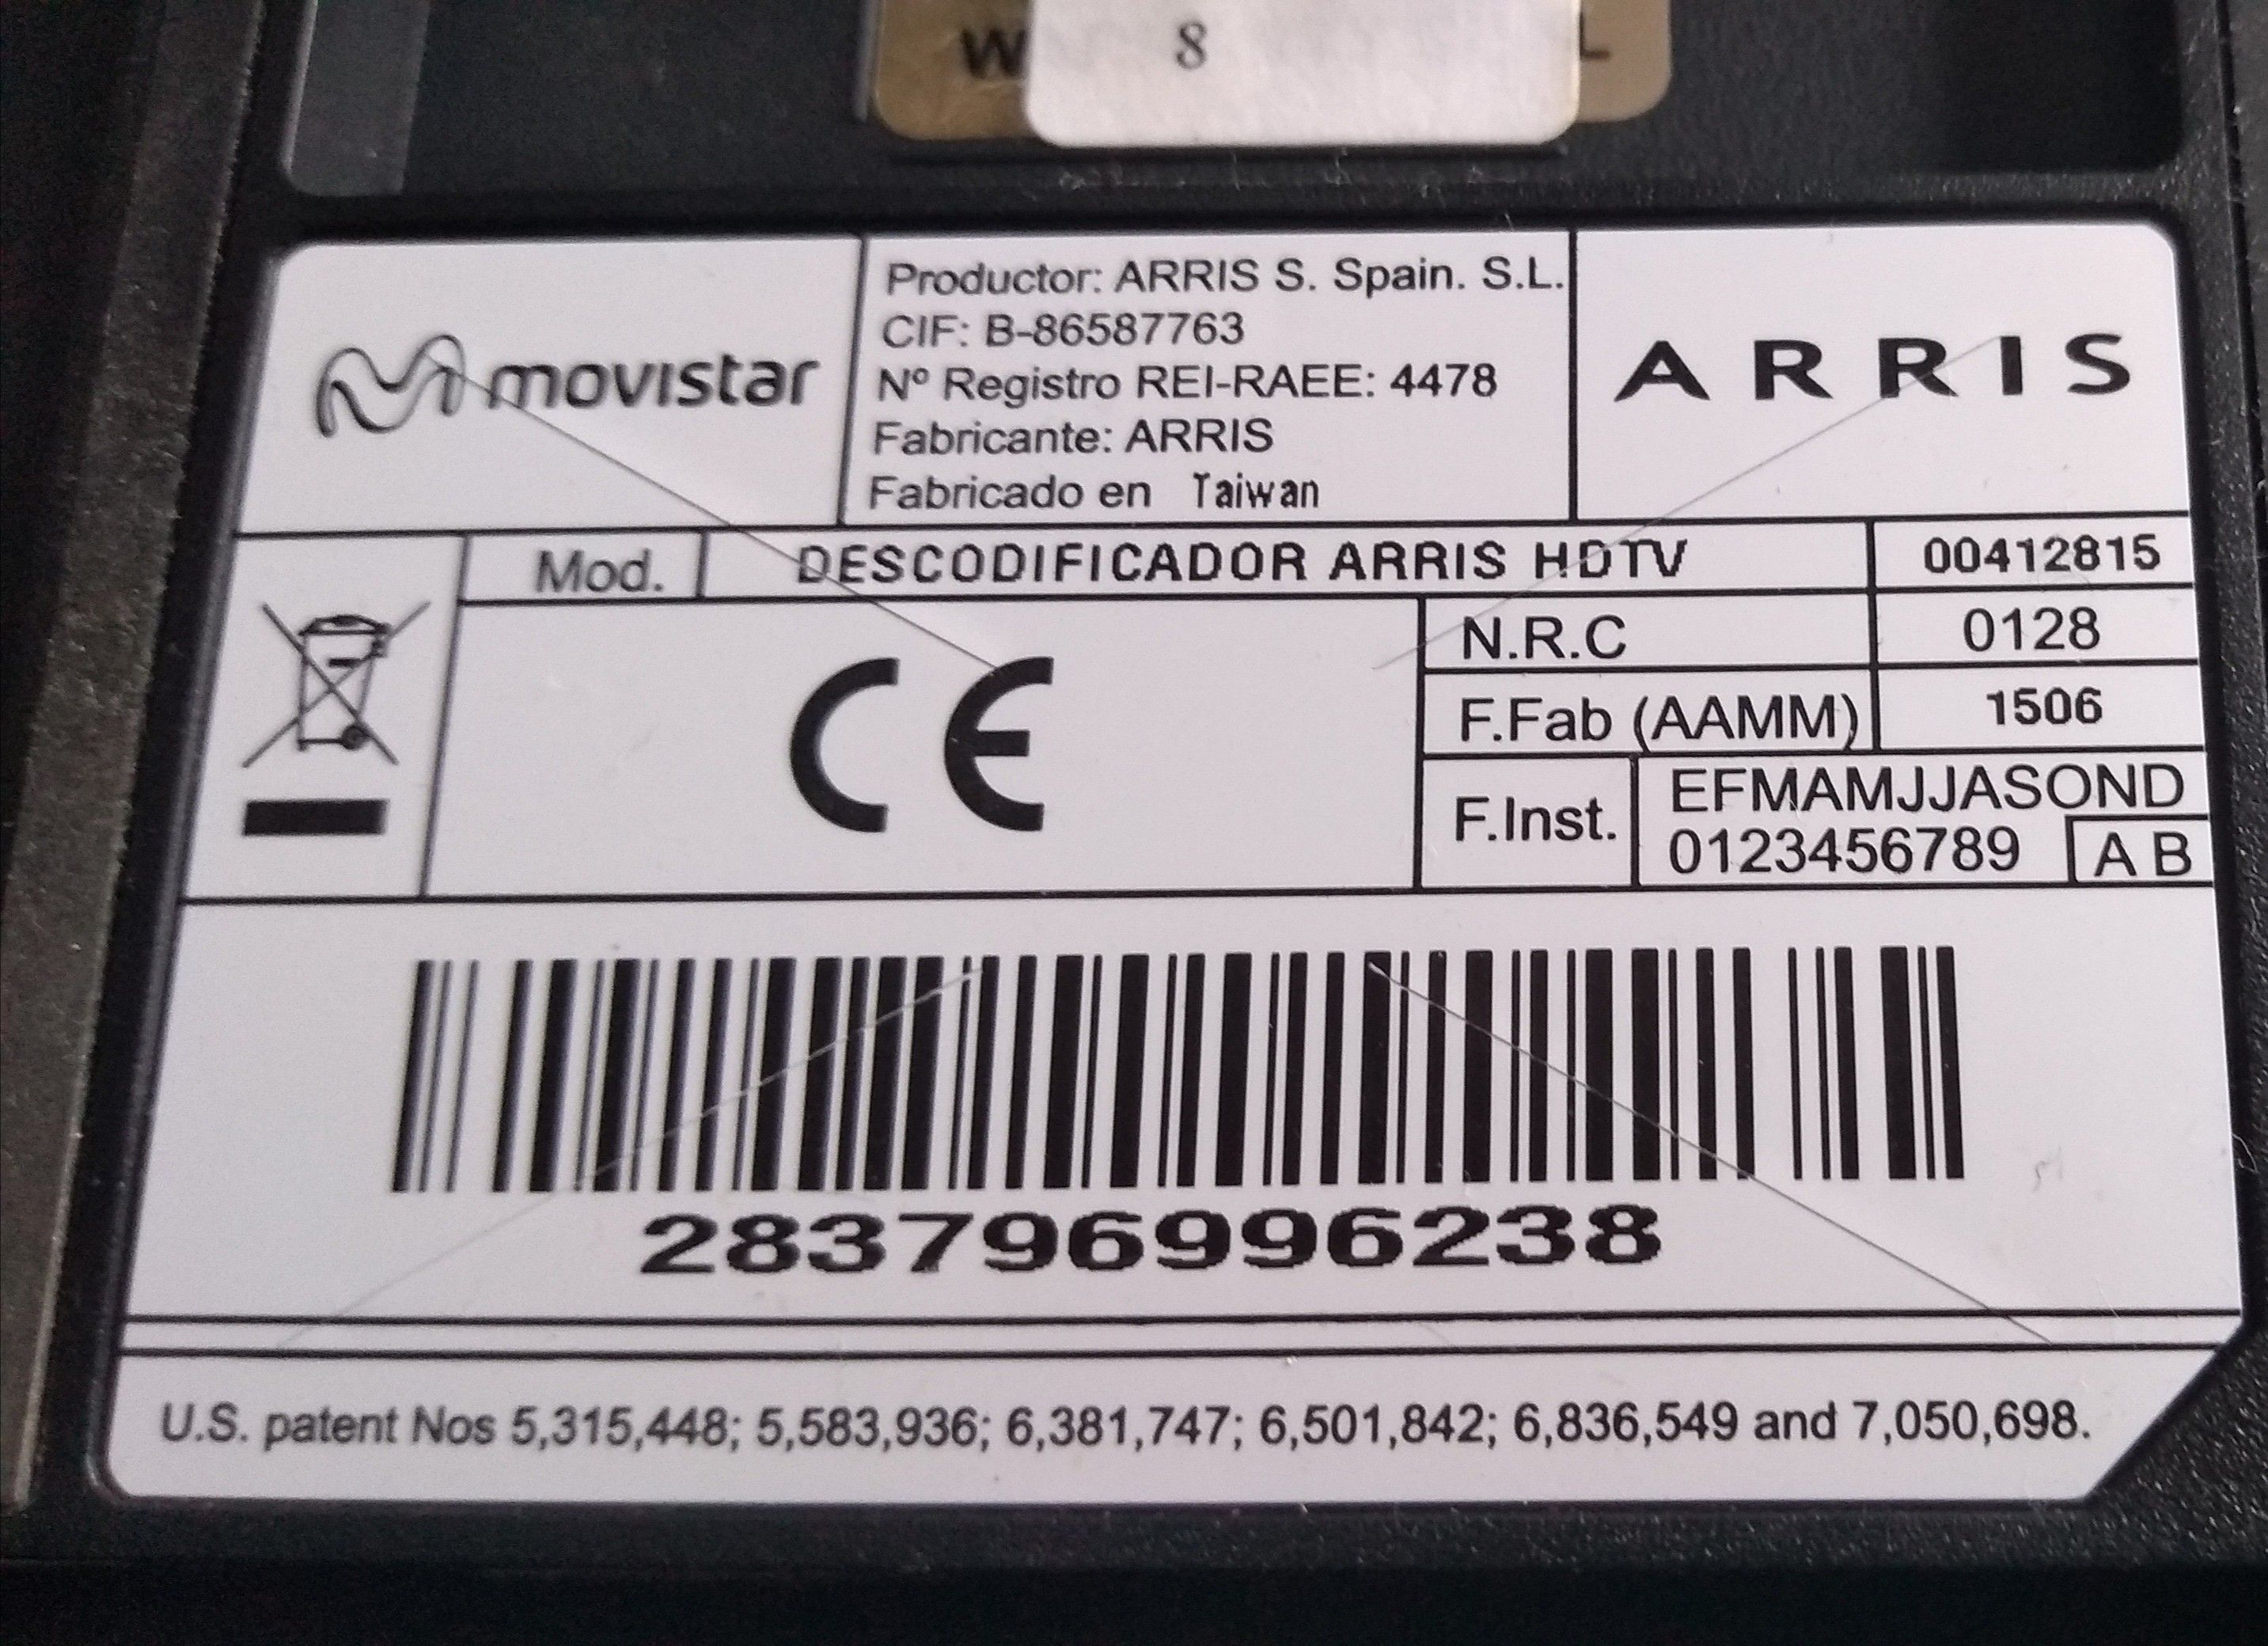 8
movistar
Productor: ARRIS S. Spain. S.L.
CIF: B-86587763
Nº Registro REI-RAEE: 4478
Fabricante: ARRIS
Fabricado en Taiwan
ARRIS
Mod. DESCODIFICADOR ARRIS HDTV 00412815
CE
N.R.C 0128
F.Fab (AAMM) 1506
F.Inst. EFMAMJJASOND
0123456789 A B
283796996238
U.S. patent Nos 5,315,448; 5,583,936; 6,381,747; 6,501,842; 6,836,549 and 7,050,698.